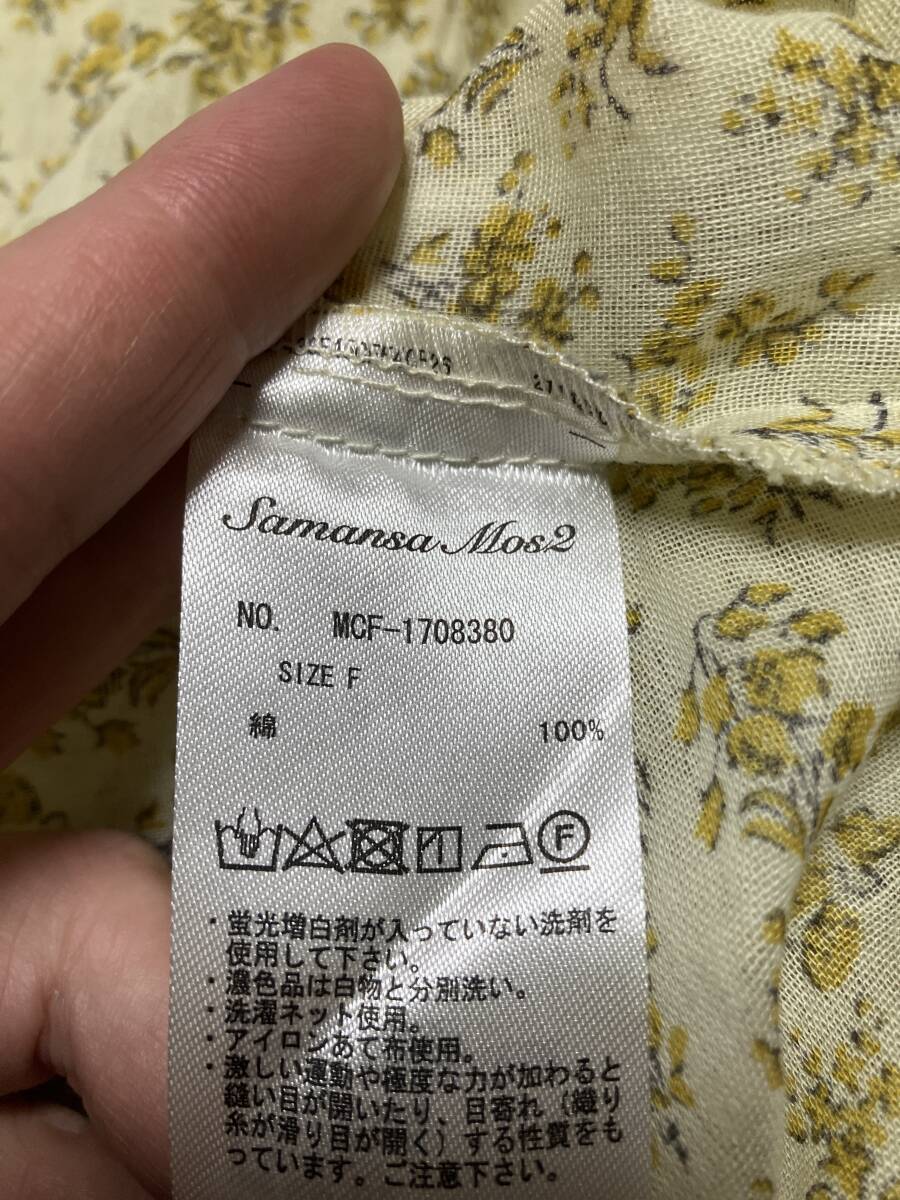 Samansa Mos2
NO. MCF-1708380
SIZE F
綿 100%
F
・蛍光増白剤が入っていない洗剤を
使用して下さい。
・濃色品は白物と分別洗い。
・洗濯ネット使用。
・アイロンあて布使用。
・激しい運動や極度な力が加わると
縫い目が開いたり、目寄れ（織り
糸が滑り目が開く）する性質をも
っています。ご注意下さい。